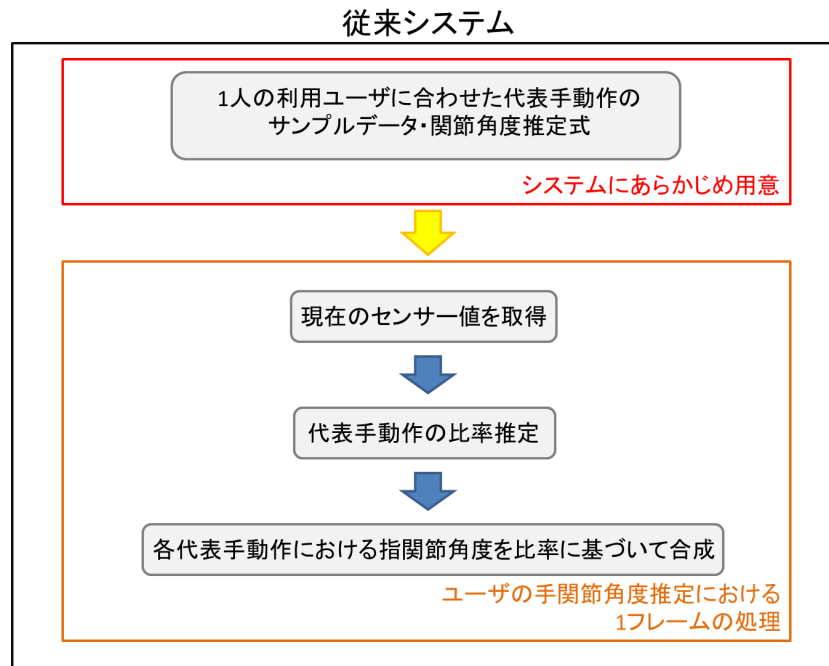 従来システム
1人の利用ユーザに合わせた代表手動作の
サンプルデータ・関節角度推定式
システムにあらかじめ用意
現在のセンサー値を取得
代表手動作の比率推定
各代表手動作における指関節角度を比率に基づいて合成
ユーザの手関節角度推定における
1フレームの処理